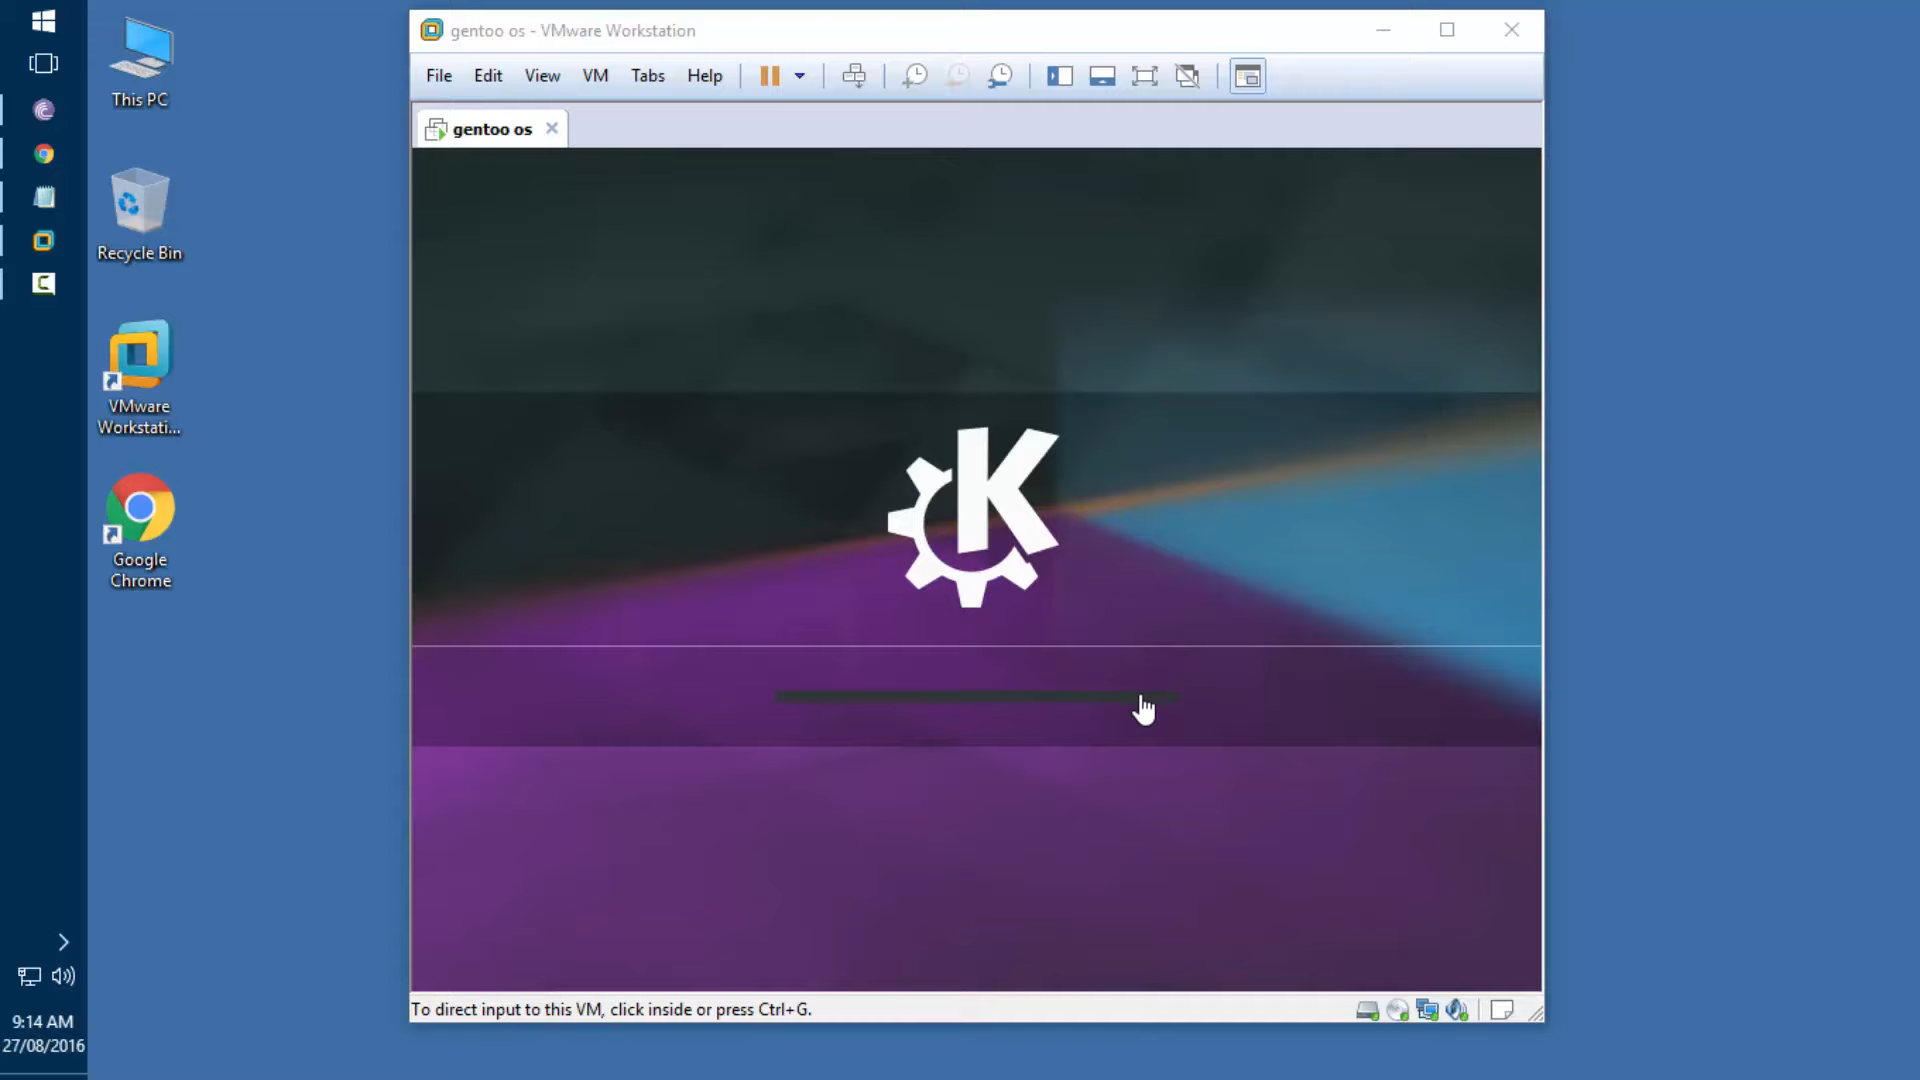 This PC
Recycle Bin
VMware
Workstati...
Google
Chrome
9:14 AM
27/08/2016
gentoo os - VMware Workstation
File Edit View VM Tabs Help
gentoo os
K
To direct input to this VM, click inside or press Ctrl+G.